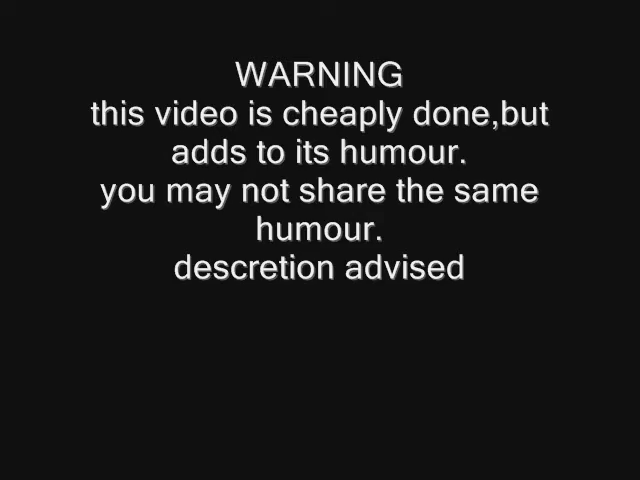 WARNING
this video is cheaply done,but
adds to its humour.
you may not share the same
humour.
descretion advised